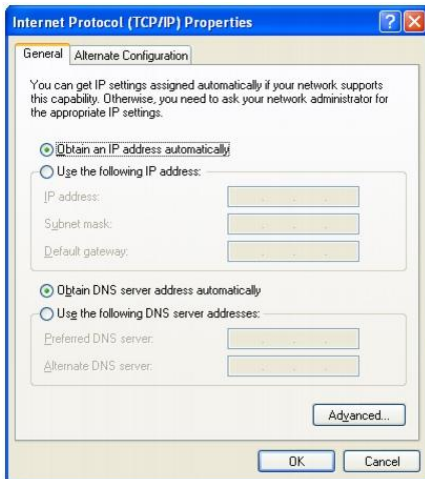 Internet Protocol (TCP/IP) Properties
General
Alternate Configuration
You can get IP settings assigned automatically if your network supports
this capability. Otherwise, you need to ask your network administrator for
the appropriate IP settings.
Obtain an IP address automatically
Use the following IP address:
IP address:
Subnet mask:
Default gateway:
Obtain DNS server address automatically
Use the following DNS server addresses:
Preferred DNS server:
Alternate DNS server:
Advanced...
OK
Cancel